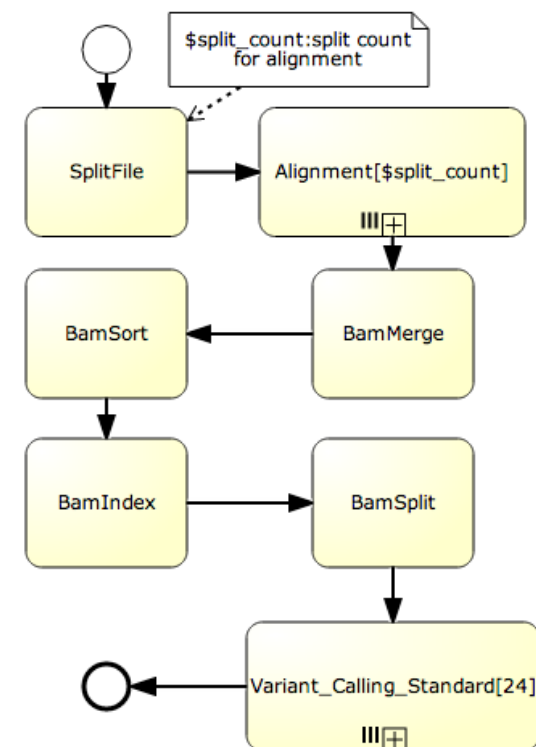 $split_count:split count
for alignment
SplitFile
Alignment[$split_count]
BamSort
BamMerge
BamIndex
BamSplit
Variant_Calling_Standard[24]